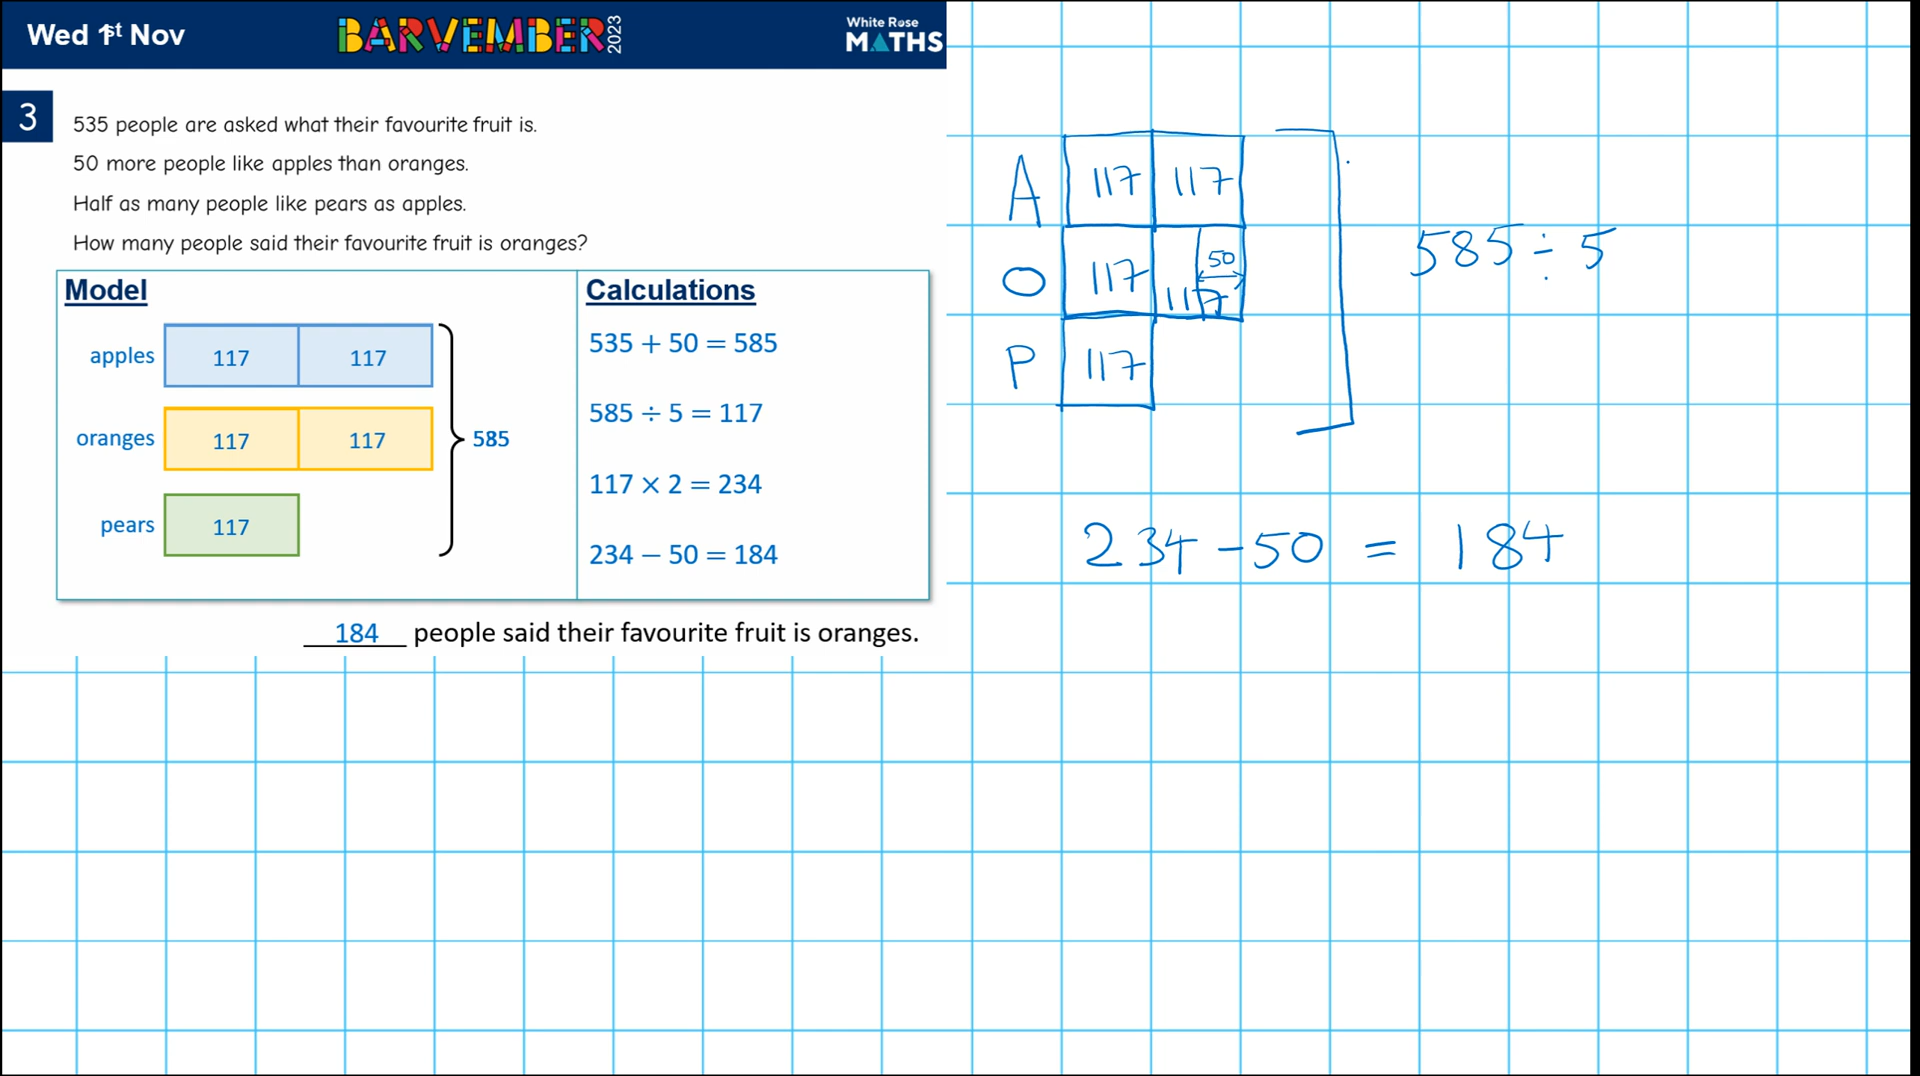 Wed 1st Nov
BARVEMBER 2023
White Rose
MATHS
3
535 people are asked what their favourite fruit is.
50 more people like apples than oranges.
Half as many people like pears as apples.
How many people said their favourite fruit is oranges?
Model
apples 117 117
oranges 117 117
pears 117
585
Calculations
535 + 50 = 585
585 ÷ 5 = 117
117 × 2 = 234
234 − 50 = 184
184 people said their favourite fruit is oranges.
A 117 117
O 117 117 50
P 117
585 ÷ 5
234 - 50 = 184